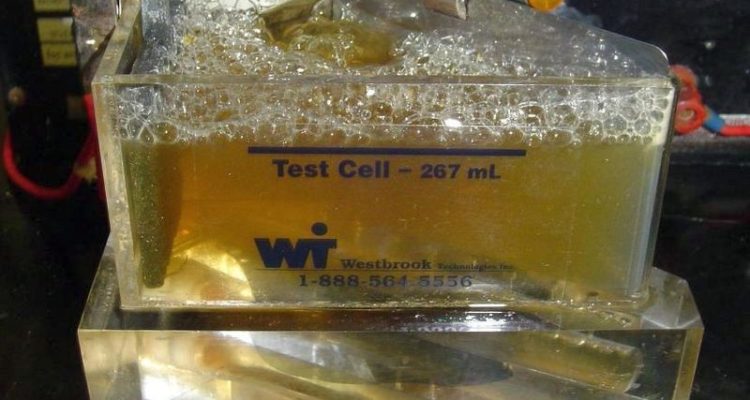 Test Cell – 267 mL
WT
Westbrook Technologies Inc.
1-888-564-5556